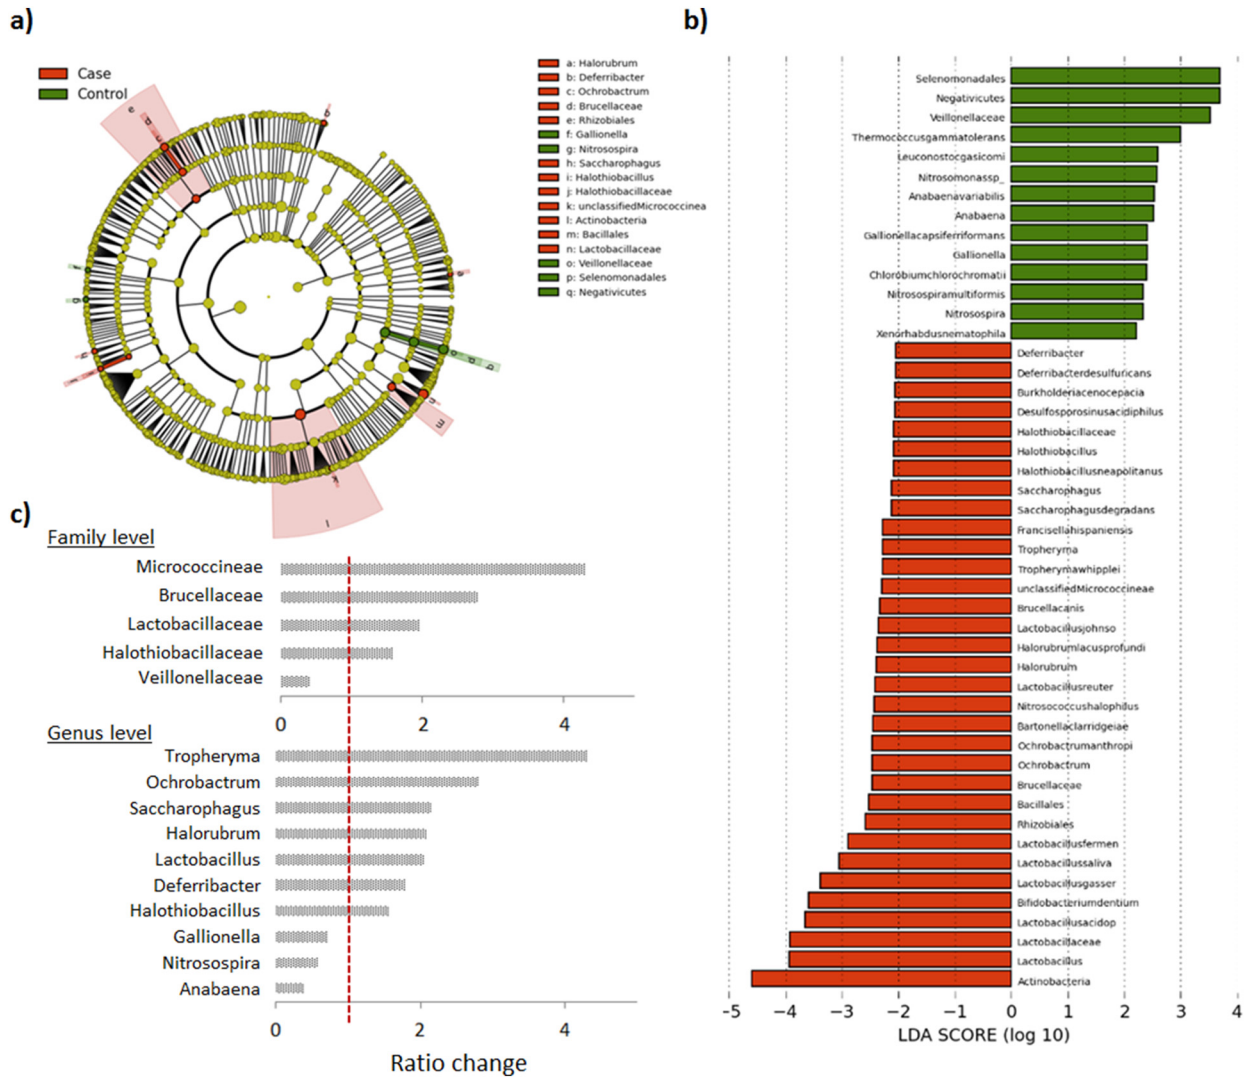 a)
Case
Control
a: Halorubrum
b: Deferribacter
c: Ochrobactrum
d: Brucellaceae
e: Rhizobiales
f: Gallionella
g: Nitrosospira
h: Saccharophagus
i: Halothiobacillus
j: Halothiobacillaceae
k: unclassifiedMicrococcinea
l: Actinobacteria
m: Bacillales
n: Lactobacillaceae
o: Veillonellaceae
p: Selenomonadales
q: Negativicutes
e
m
l
k
n
b)
Selenomonadales
Negativicutes
Veillonellaceae
Thermococcusgammatolerans
Leuconostocgasicomi
Nitrosomonassp_
Anabaenavariabilis
Anabaena
Gallionellacapsiferriformans
Gallionella
Chlorobiumchlorochromatii
Nitrosospiramultiformis
Nitrosospira
Xenorhabdusnematophila
Deferribacter
Deferribacterdesulfuricans
Burkholderiacenocepacia
Desulfosporosinusacidiphilus
Halothiobacillaceae
Halothiobacillus
Halothiobacillusneapolitanus
Saccharophagus
Saccharophagusdegradans
Francisellahispaniensis
Tropheryma
Tropherymawhipplei
unclassifiedMicrococcineae
Brucellacanis
Lactobacillusjohnso
Halorubrumlacusprofundi
Halorubrum
Lactobacillusreuter
Nitrosococcushalophilus
Bartonellaclarridgeiae
Ochrobactrumanthropi
Ochrobactrum
Brucellaceae
Bacillales
Rhizobiales
Lactobacillusfermen
Lactobacillussaliva
Lactobacillusgasser
Bifidobacteriumdentium
Lactobacillusacidop
Lactobacillaceae
Lactobacillus
Actinobacteria
−5 −4 −3 −2 −1 0 1 2 3 4
LDA SCORE (log 10)
c)
Family level
Micrococcineae
Brucellaceae
Lactobacillaceae
Halothiobacillaceae
Veillonellaceae
0 2 4
Genus level
Tropheryma
Ochrobactrum
Saccharophagus
Halorubrum
Lactobacillus
Deferribacter
Halothiobacillus
Gallionella
Nitrosospira
Anabaena
0 2 4
Ratio change